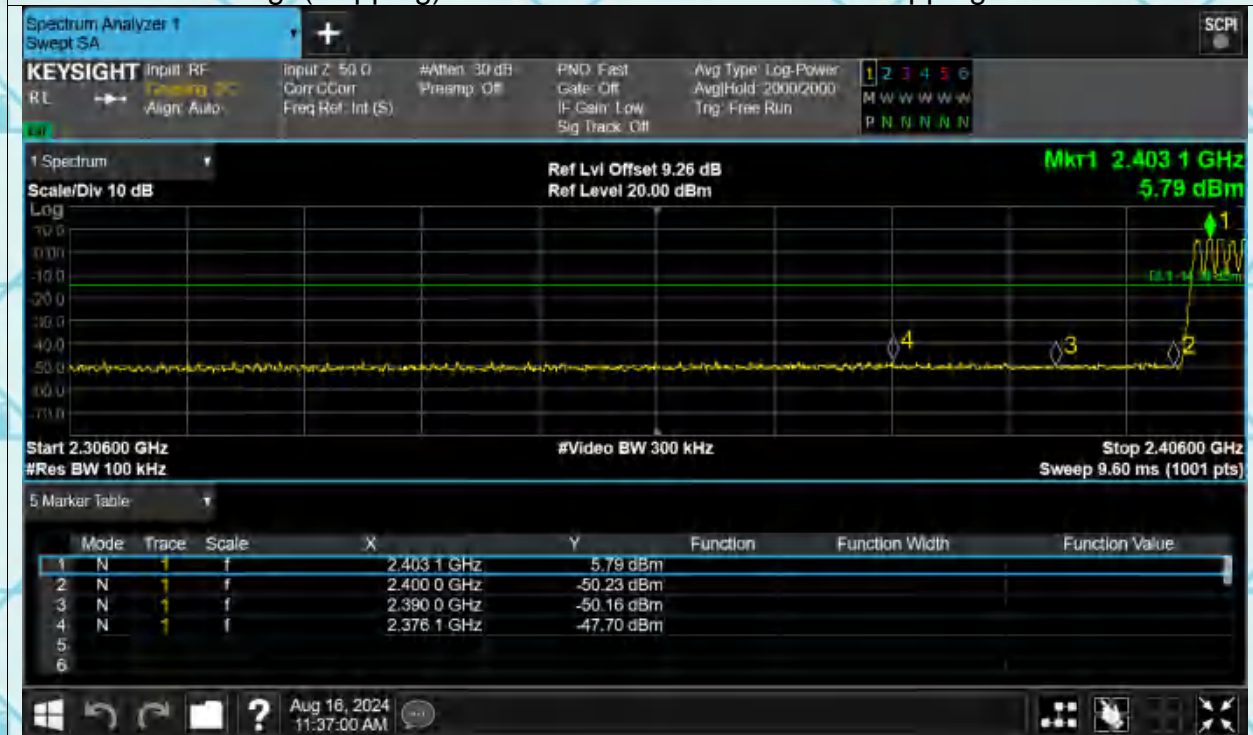 Spectrum Analyzer 1
Swept SA
+
SCPI
KEYSIGHT Input: RF
RL
Align: Auto
Input Z: 50 Ω
Corr CCorr
Freq Ref: Int (S)
#Atten: 30 dB
Preamp: Off
PNO: Fast
Gate: Off
IF Gain: Low
Sig Track: Off
Avg Type: Log-Power
Avg|Hold: 2000/2000
Trig: Free Run
1 2 3 4 5 6
M W W W W W
P N N N N N
1 Spectrum
Scale/Div 10 dB
Ref Lvl Offset 9.26 dB
Ref Level 20.00 dBm
Mkr1 2.403 1 GHz
5.79 dBm
Log
10.0
0.00
-10.0
-20.0
-30.0
-40.0
-50.0
-60.0
-70.0
1
2
3
4
Start 2.30600 GHz
#Res BW 100 kHz
#Video BW 300 kHz
Stop 2.40600 GHz
Sweep 9.60 ms (1001 pts)
5 Marker Table
Mode Trace Scale X Y Function Function Width Function Value
1 N 1 f 2.403 1 GHz 5.79 dBm
2 N 1 f 2.400 0 GHz -50.23 dBm
3 N 1 f 2.390 0 GHz -50.16 dBm
4 N 1 f 2.376 1 GHz -47.70 dBm
5
6
?
Aug 16, 2024
11:37:00 AM